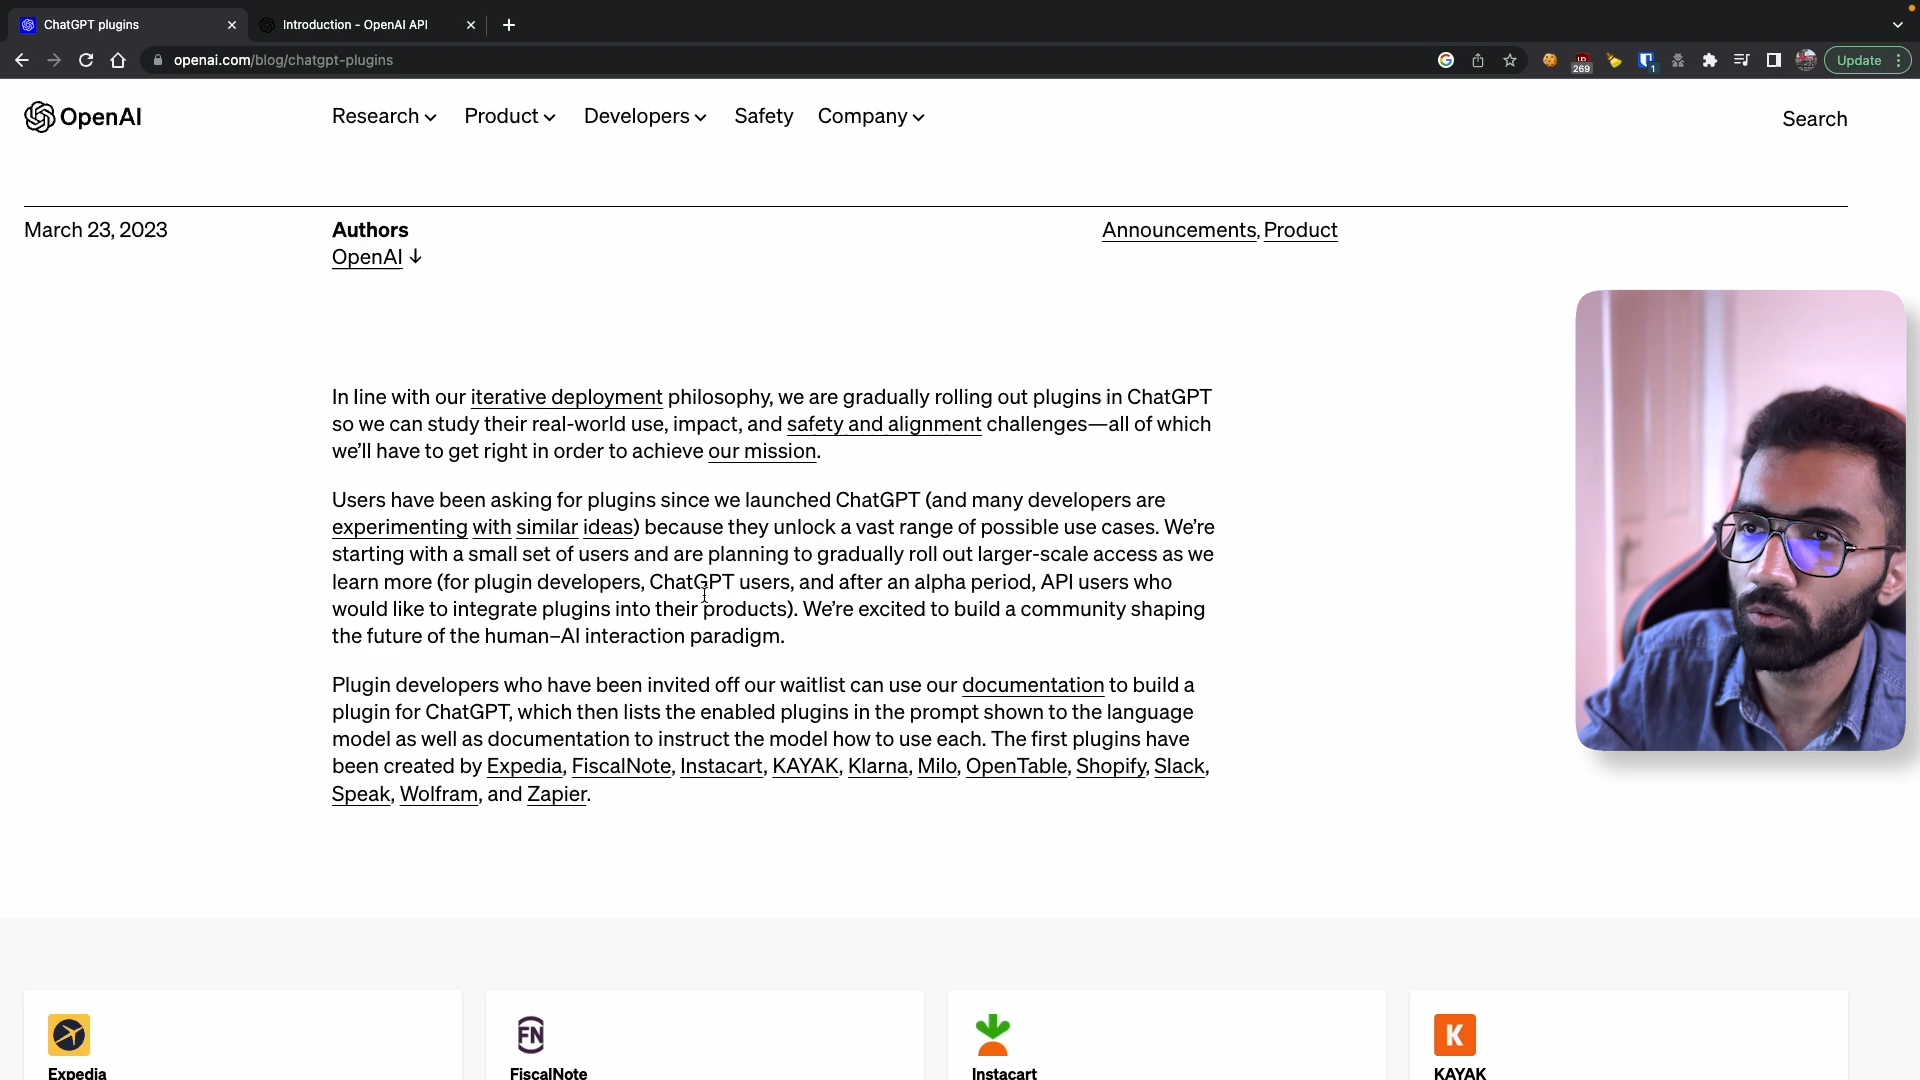 ChatGPT plugins
Introduction - OpenAI API
openai.com/blog/chatgpt-plugins
269
1
Update
OpenAI
Research
Product
Developers
Safety
Company
Search
March 23, 2023
Authors
OpenAI ↓
Announcements, Product
In line with our iterative deployment philosophy, we are gradually rolling out plugins in ChatGPT
so we can study their real-world use, impact, and safety and alignment challenges—all of which
we’ll have to get right in order to achieve our mission.
Users have been asking for plugins since we launched ChatGPT (and many developers are
experimenting with similar ideas) because they unlock a vast range of possible use cases. We’re
starting with a small set of users and are planning to gradually roll out larger-scale access as we
learn more (for plugin developers, ChatGPT users, and after an alpha period, API users who
would like to integrate plugins into their products). We’re excited to build a community shaping
the future of the human–AI interaction paradigm.
Plugin developers who have been invited off our waitlist can use our documentation to build a
plugin for ChatGPT, which then lists the enabled plugins in the prompt shown to the language
model as well as documentation to instruct the model how to use each. The first plugins have
been created by Expedia, FiscalNote, Instacart, KAYAK, Klarna, Milo, OpenTable, Shopify, Slack,
Speak, Wolfram, and Zapier.
FN
K
Expedia
FiscalNote
Instacart
KAYAK